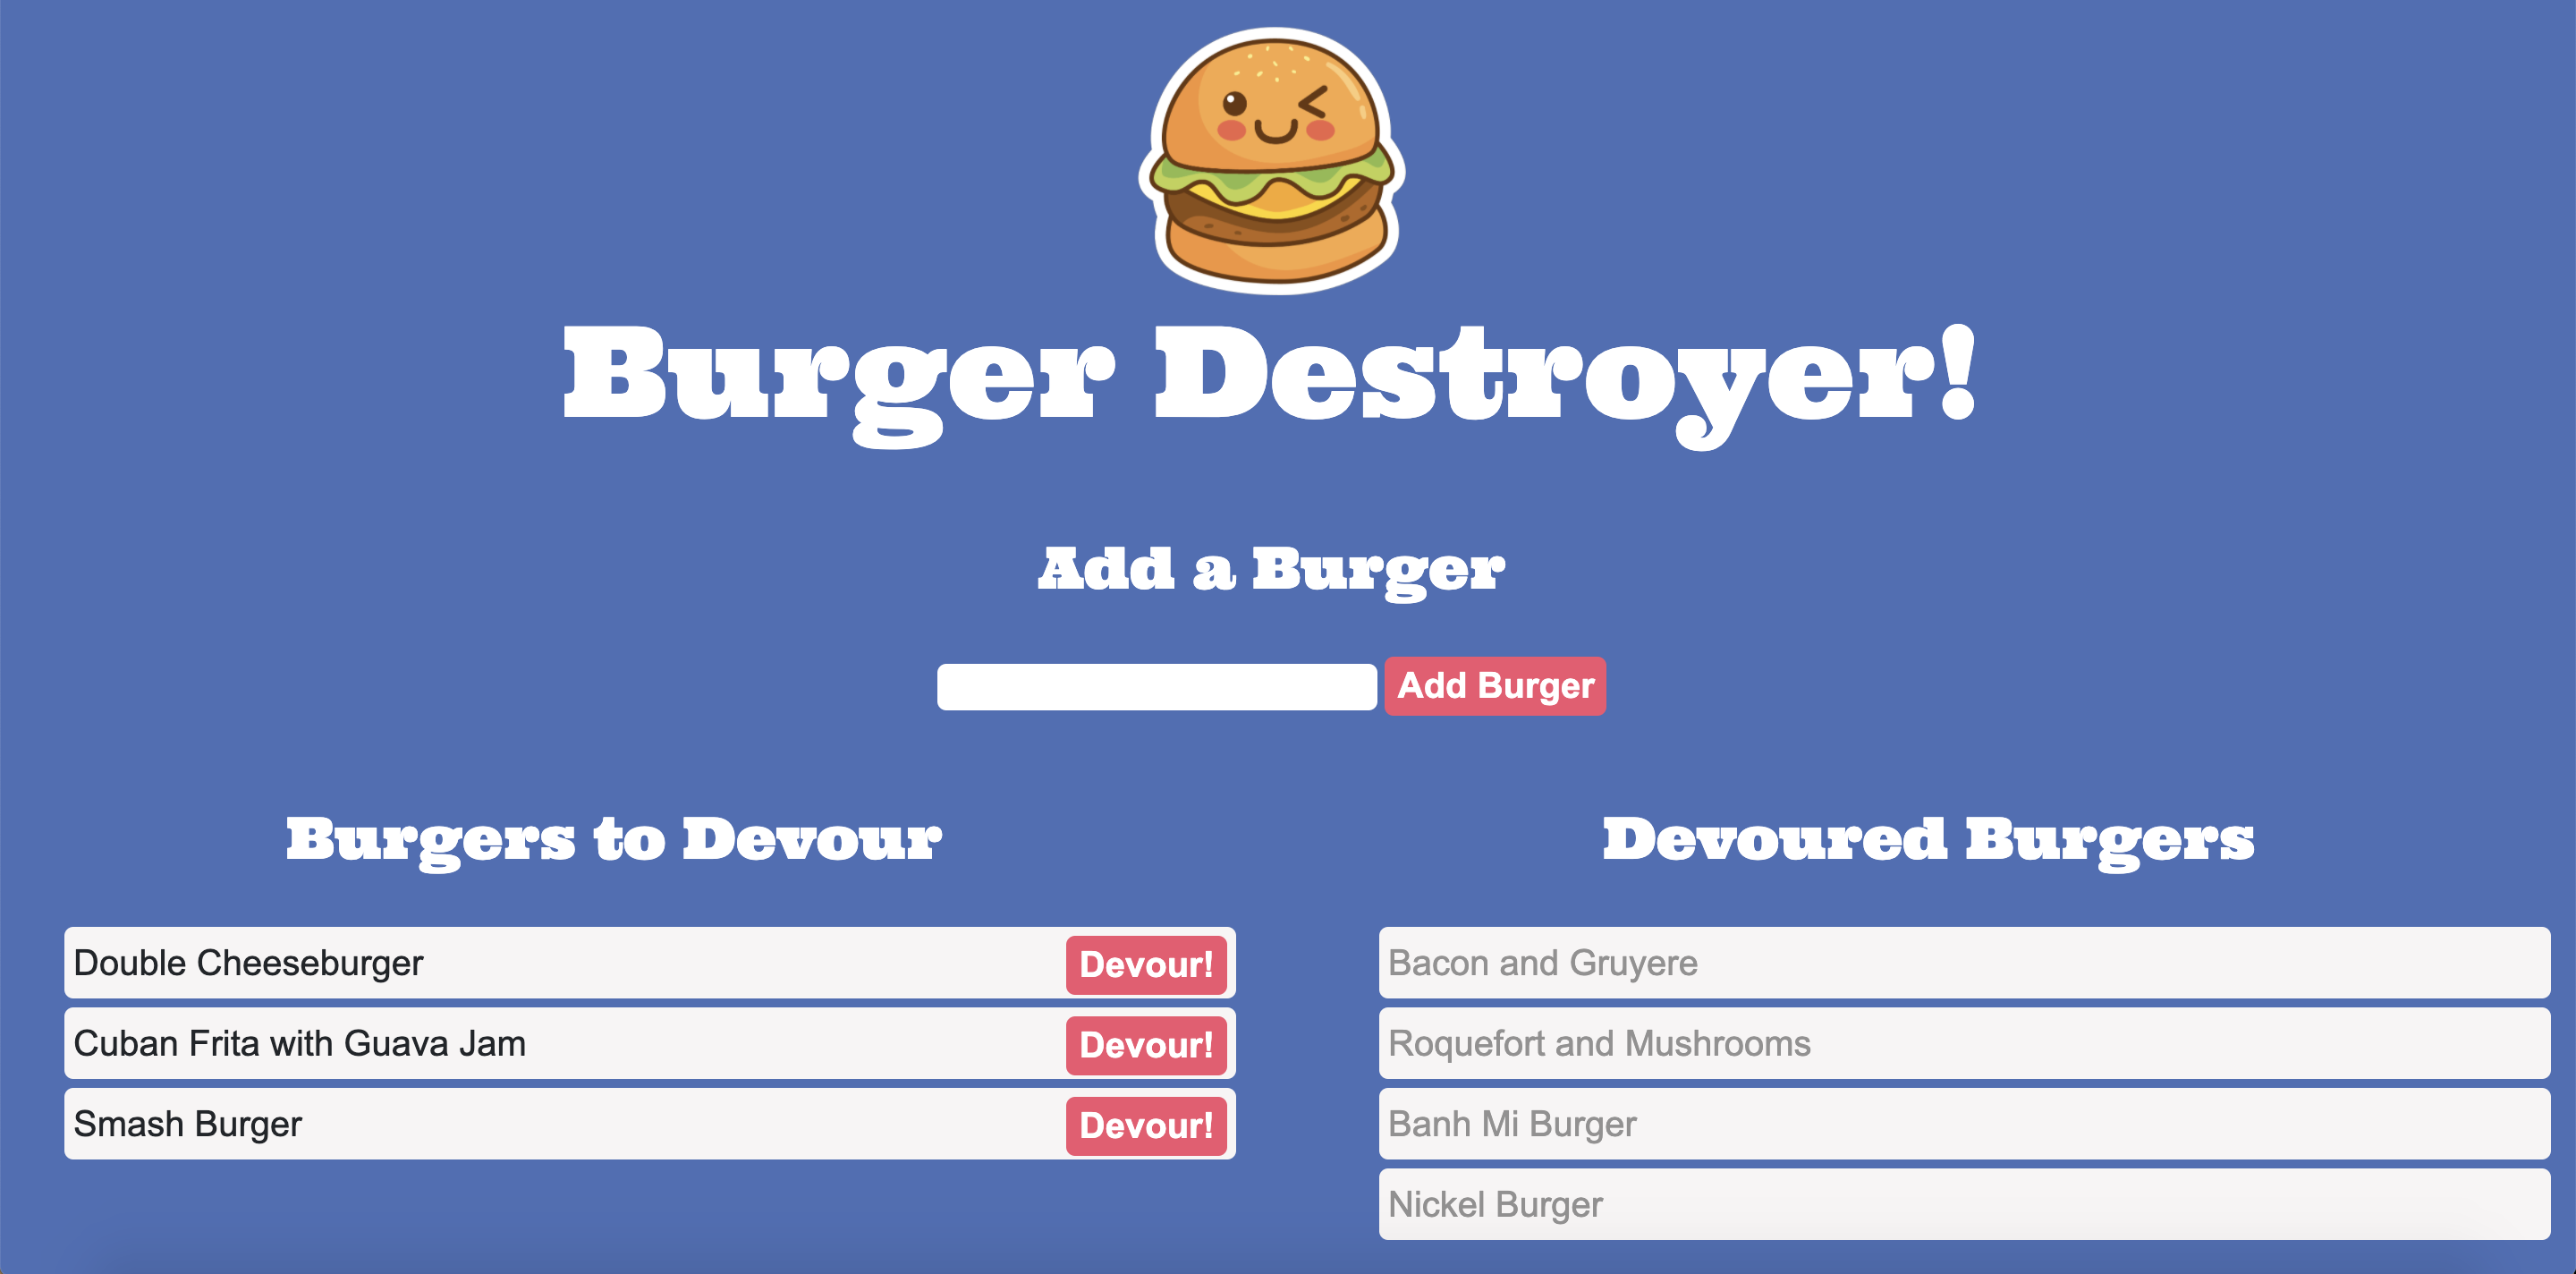 Burger Destroyer!
Add a Burger
Add Burger
Burgers to Devour
Double Cheeseburger Devour!
Cuban Frita with Guava Jam Devour!
Smash Burger Devour!
Devoured Burgers
Bacon and Gruyere
Roquefort and Mushrooms
Banh Mi Burger
Nickel Burger